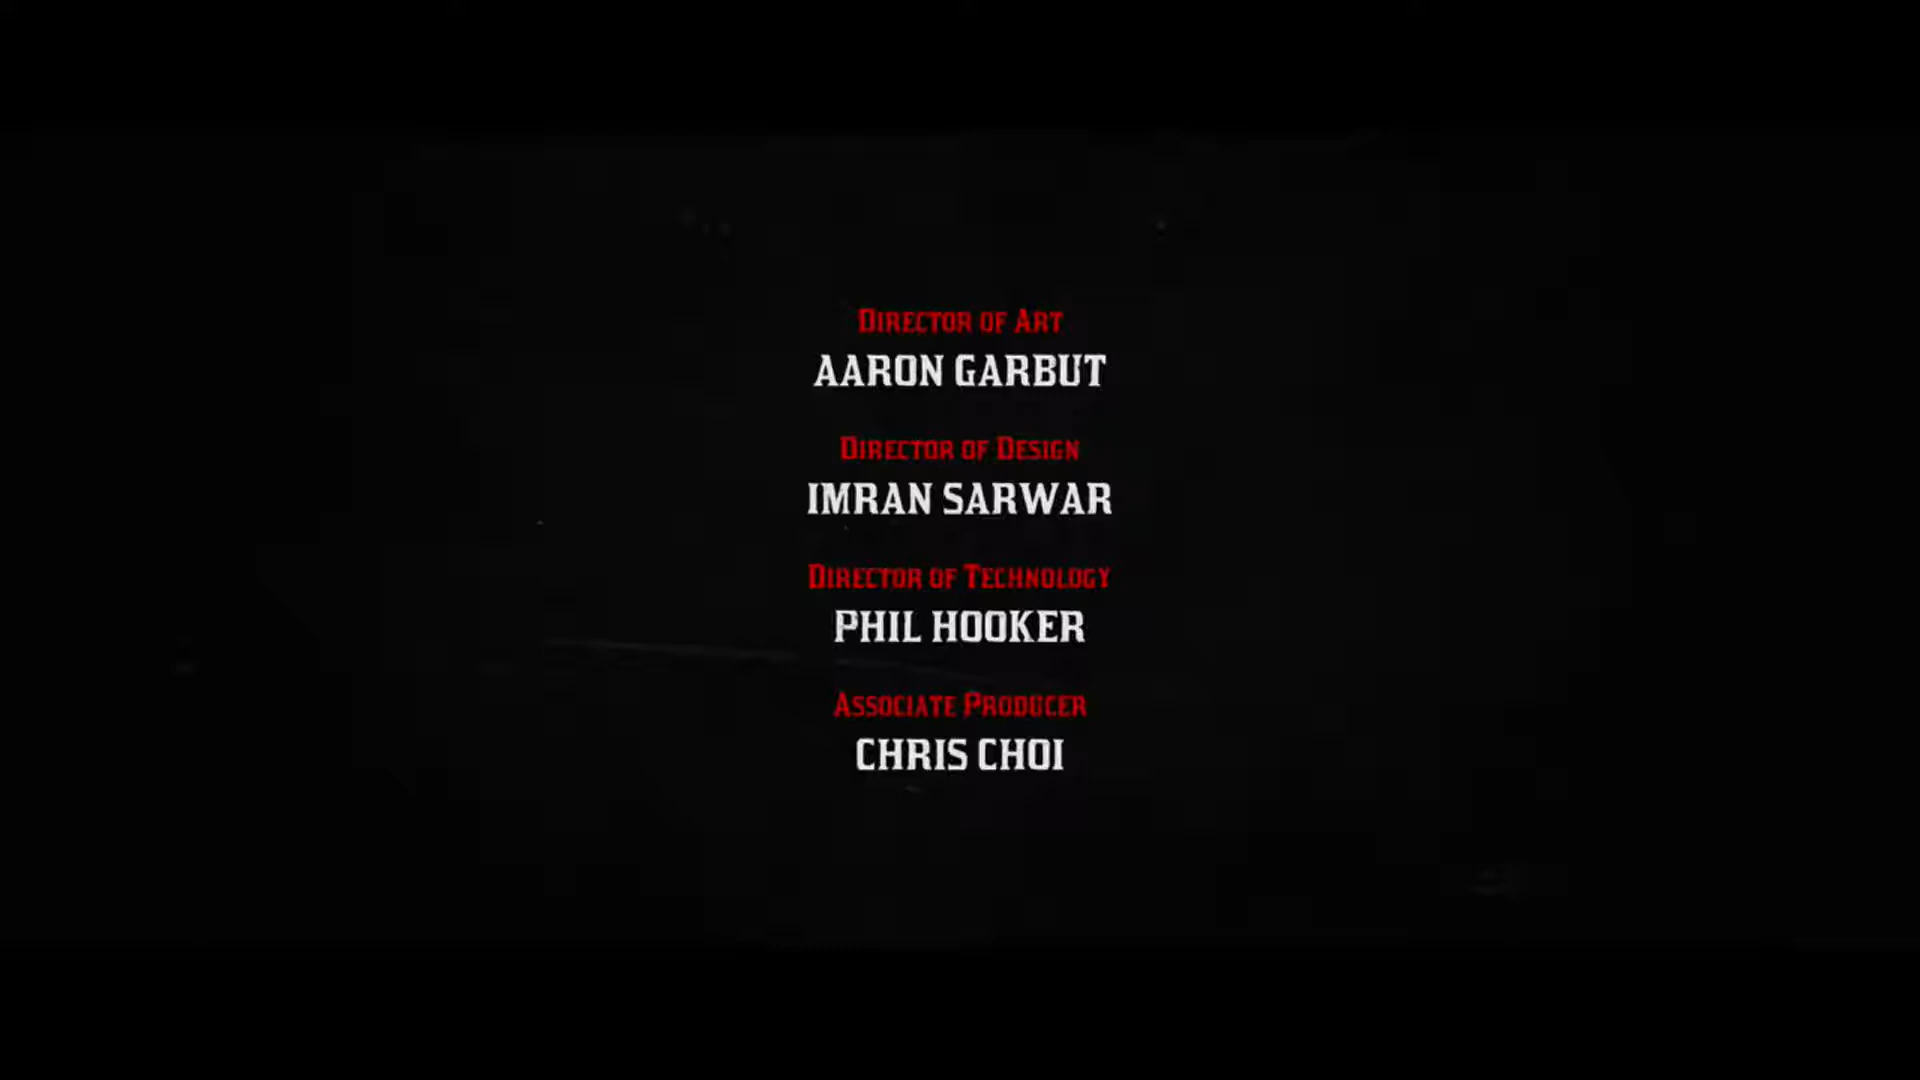 Director of Art
AARON GARBUT
Director of Design
IMRAN SARWAR
Director of Technology
PHIL HOOKER
Associate Producer
CHRIS CHOI